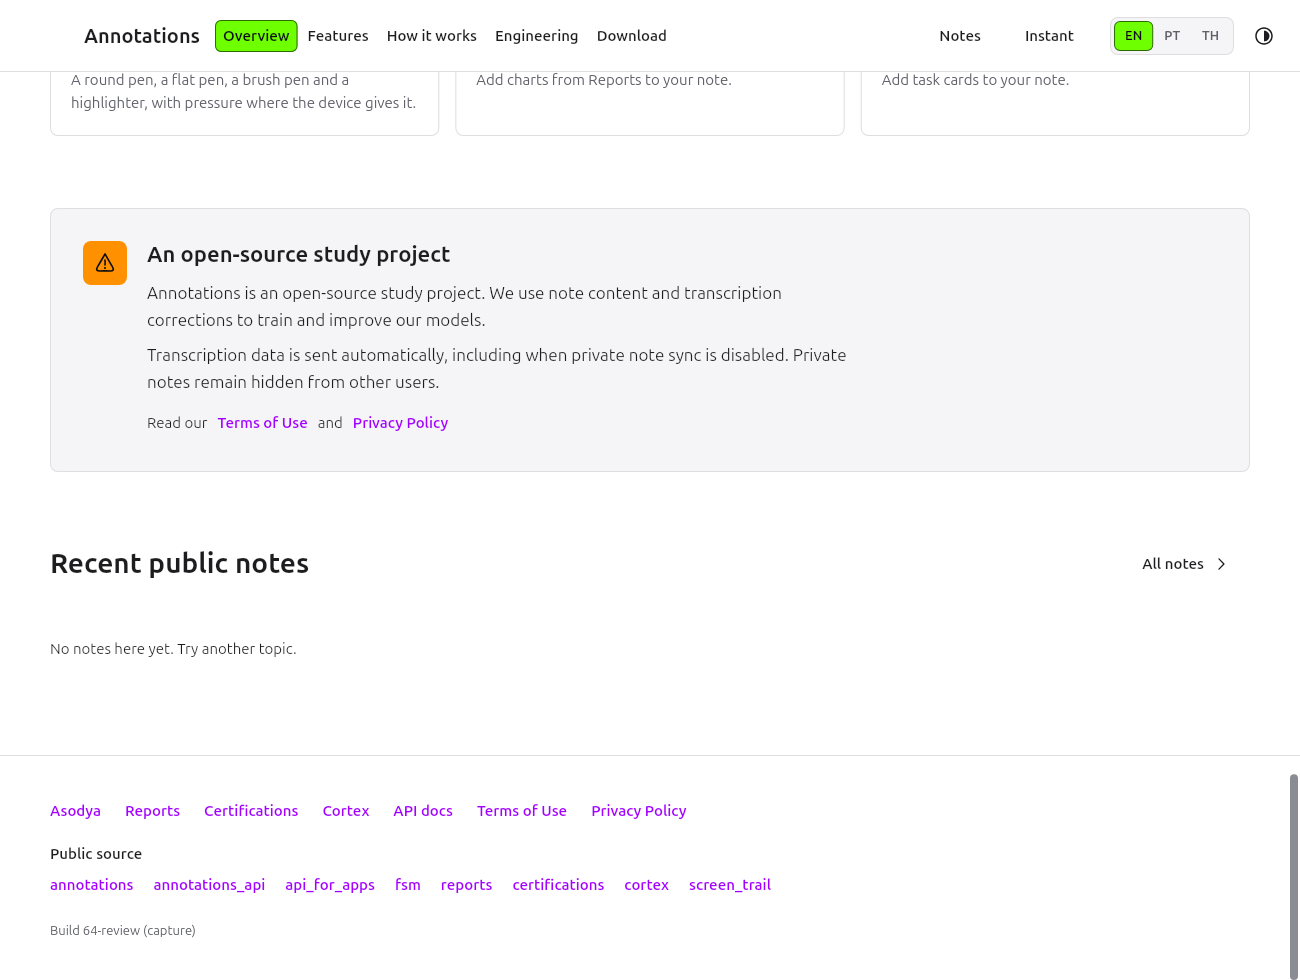 Annotations
Overview
Features
How it works
Engineering
Download
Notes
Instant
EN
PT
TH
A round pen, a flat pen, a brush pen and a
highlighter, with pressure where the device gives it.
Add charts from Reports to your note.
Add task cards to your note.
An open-source study project
Annotations is an open-source study project. We use note content and transcription
corrections to train and improve our models.
Transcription data is sent automatically, including when private note sync is disabled. Private
notes remain hidden from other users.
Read our Terms of Use and Privacy Policy
Recent public notes
All notes
No notes here yet. Try another topic.
Asodya
Reports
Certifications
Cortex
API docs
Terms of Use
Privacy Policy
Public source
annotations
annotations_api
api_for_apps
fsm
reports
certifications
cortex
screen_trail
Build 64-review (capture)